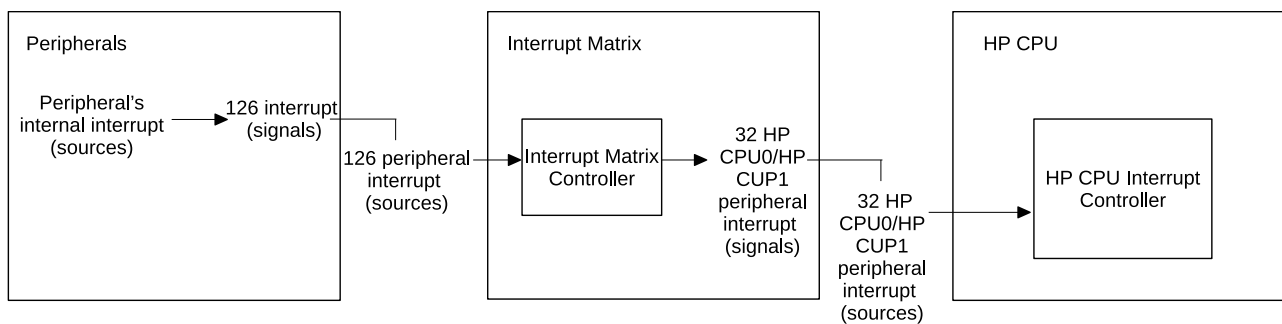 Peripherals
Peripheral’s
internal interrupt
(sources)
126 interrupt
(signals)
126 peripheral
interrupt
(sources)
Interrupt Matrix
Interrupt Matrix
Controller
32 HP
CPU0/HP
CUP1
peripheral
interrupt
(signals)
32 HP
CPU0/HP
CUP1
peripheral
interrupt
(sources)
HP CPU
HP CPU Interrupt
Controller